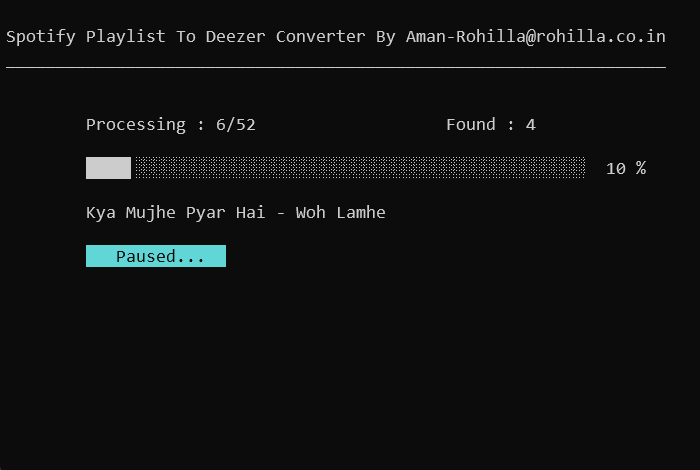 Spotify Playlist To Deezer Converter By Aman-Rohilla@rohilla.co.in
Processing : 6/52 Found : 4
10 %
Kya Mujhe Pyar Hai - Woh Lamhe
Paused...